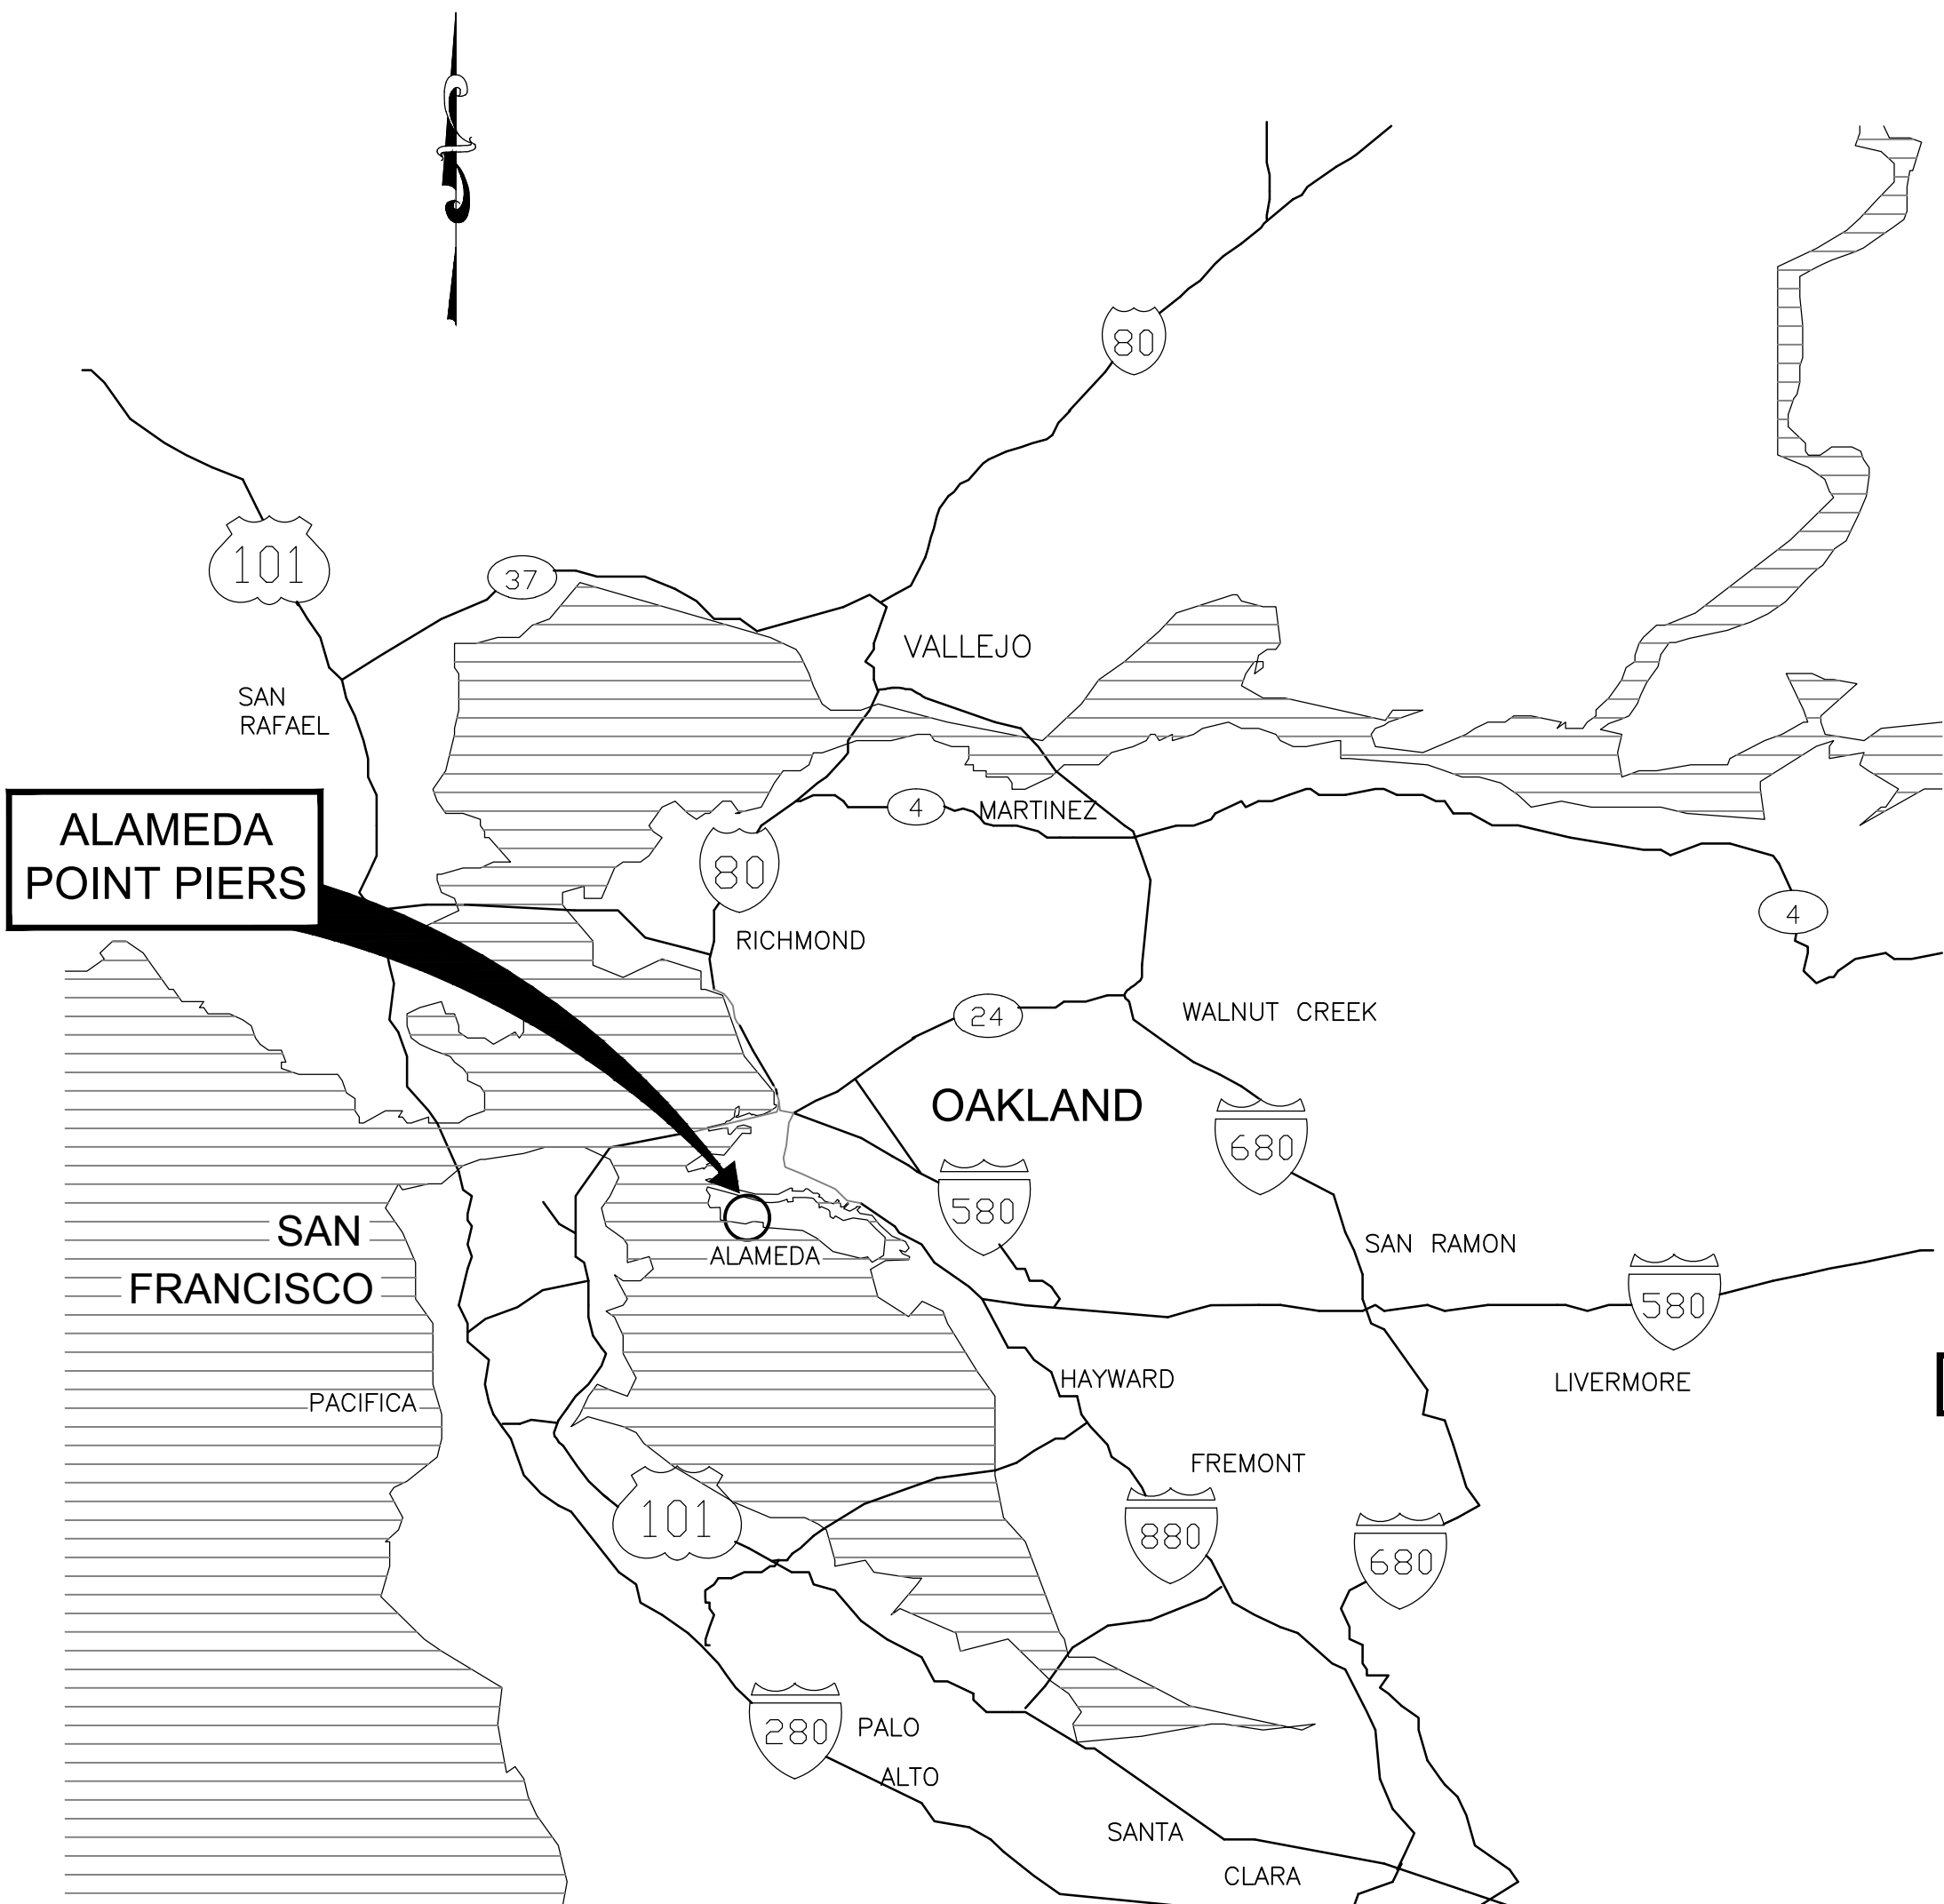 80
101
37
VALLEJO
SAN
RAFAEL
ALAMEDA
POINT PIERS
4
MARTINEZ
80
4
RICHMOND
24
WALNUT CREEK
OAKLAND
680
580
SAN
FRANCISCO
ALAMEDA
SAN RAMON
580
HAYWARD
LIVERMORE
PACIFICA
FREMONT
101
880
680
280
PALO
ALTO
SANTA
CLARA